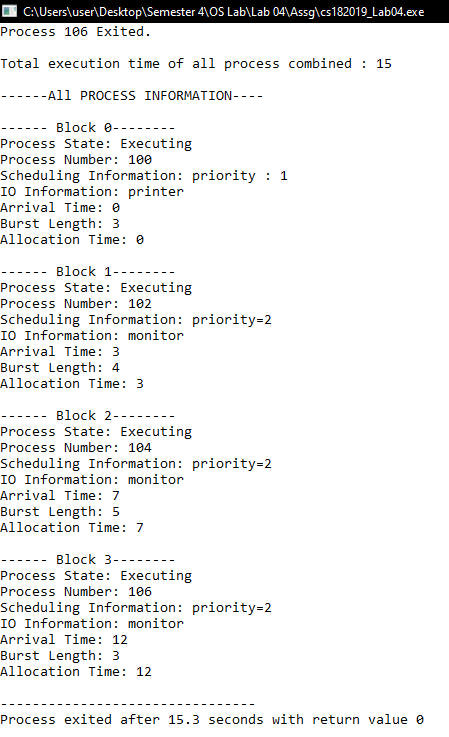 C:\Users\user\Desktop\Semester 4\OS Lab\Lab 04\Assg\cs182019_Lab04.exe
Process 106 Exited.
Total execution time of all process combined : 15
------All PROCESS INFORMATION----
------ Block 0--------
Process State: Executing
Process Number: 100
Scheduling Information: priority : 1
IO Information: printer
Arrival Time: 0
Burst Length: 3
Allocation Time: 0
------ Block 1--------
Process State: Executing
Process Number: 102
Scheduling Information: priority=2
IO Information: monitor
Arrival Time: 3
Burst Length: 4
Allocation Time: 3
------ Block 2--------
Process State: Executing
Process Number: 104
Scheduling Information: priority=2
IO Information: monitor
Arrival Time: 7
Burst Length: 5
Allocation Time: 7
------ Block 3--------
Process State: Executing
Process Number: 106
Scheduling Information: priority=2
IO Information: monitor
Arrival Time: 12
Burst Length: 3
Allocation Time: 12
--------------------------------
Process exited after 15.3 seconds with return value 0